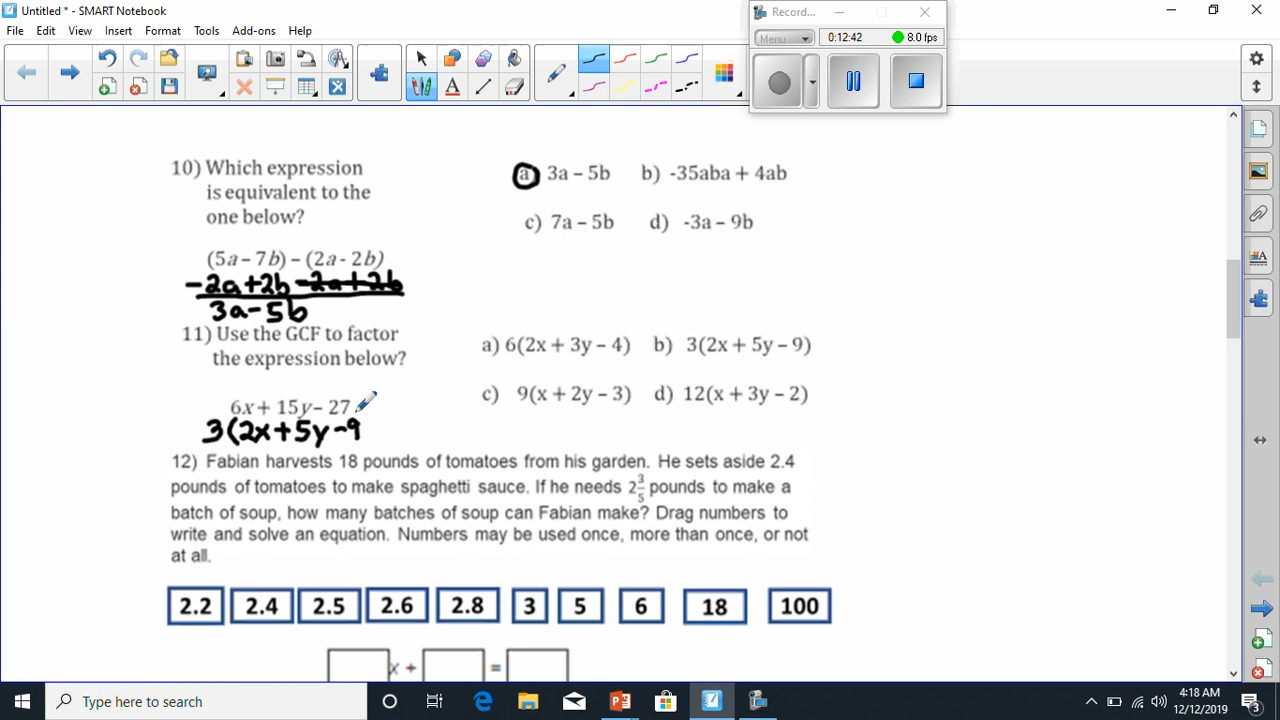 Untitled * - SMART Notebook
Record...
File Edit View Insert Format Tools Add-ons Help
Menu 0:12:42 8.0 fps
10) Which expression
is equivalent to the
one below?
a) 3a – 5b b) -35aba + 4ab
c) 7a – 5b d) -3a – 9b
(5a – 7b) – (2a - 2b)
-2a+2b -2a+2b
3a-5b
11) Use the GCF to factor
the expression below?
a) 6(2x + 3y – 4) b) 3(2x + 5y – 9)
c) 9(x + 2y – 3) d) 12(x + 3y – 2)
6x + 15y – 27
3(2x+5y-9
12) Fabian harvests 18 pounds of tomatoes from his garden. He sets aside 2.4
pounds of tomatoes to make spaghetti sauce. If he needs 2 3/5 pounds to make a
batch of soup, how many batches of soup can Fabian make? Drag numbers to
write and solve an equation. Numbers may be used once, more than once, or not
at all.
2.2 2.4 2.5 2.6 2.8 3 5 6 18 100
x + =
Type here to search
4:18 AM
12/12/2019
3